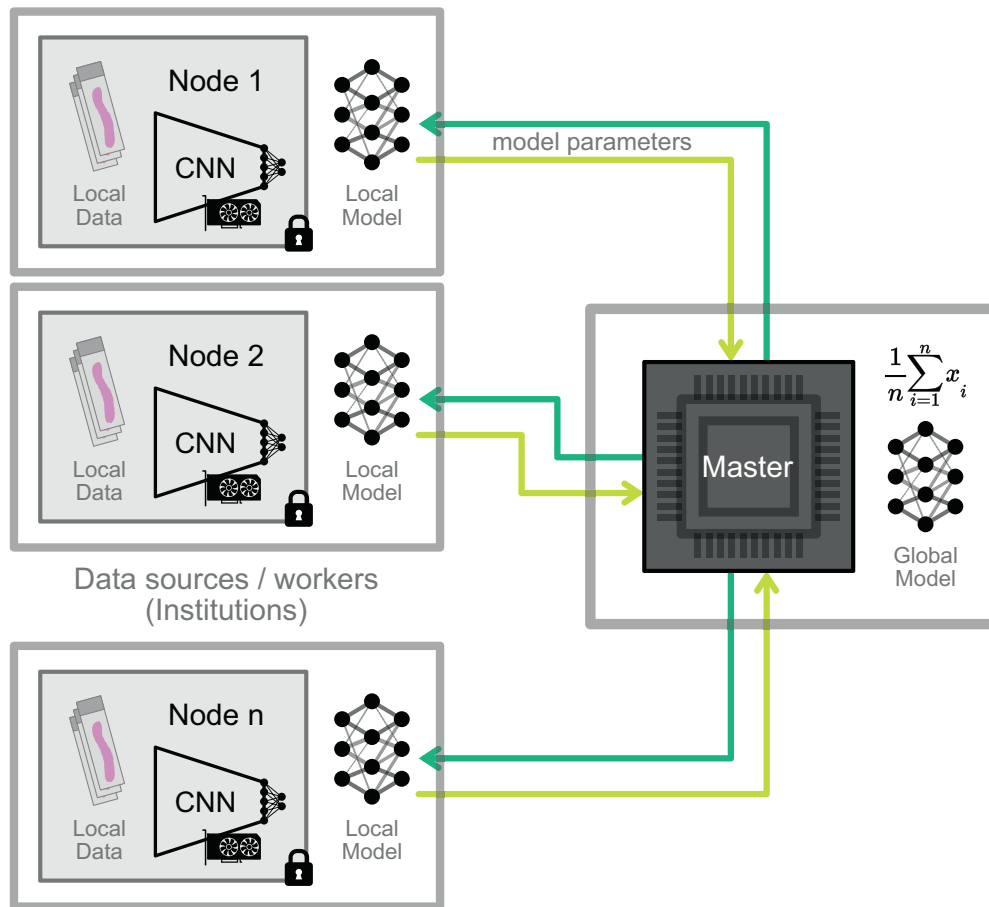 Node 1
CNN
Local
Data
Local
Model
model parameters
Node 2
CNN
Local
Data
Local
Model
Data sources / workers
(Institutions)
Node n
CNN
Local
Data
Local
Model
Master
1/n ∑_{i=1}^{n} x_i
Global
Model